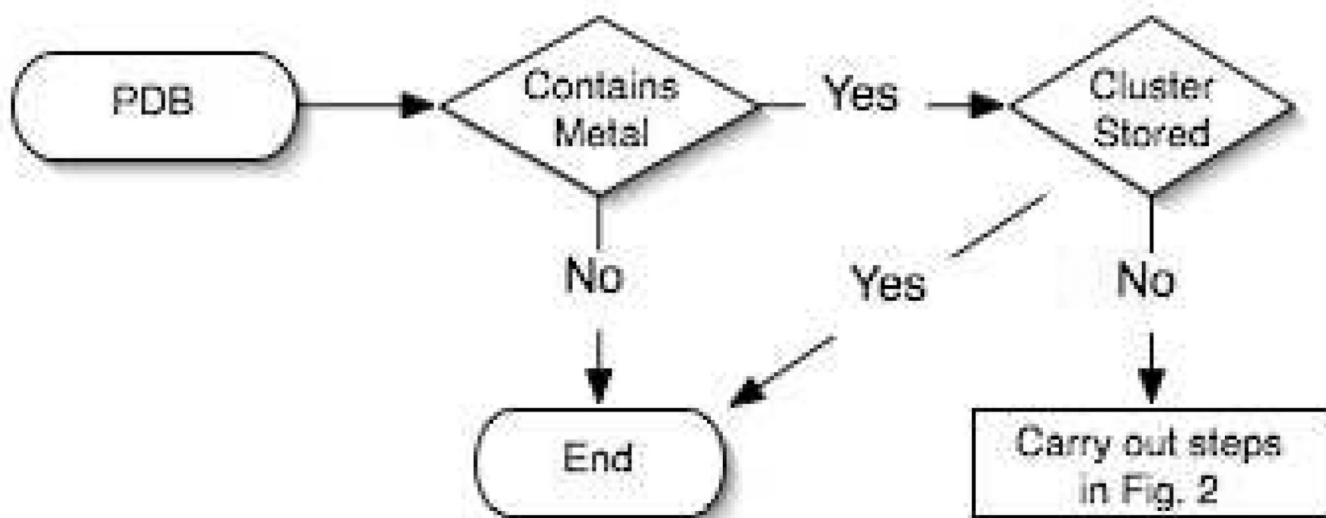 PDB
Contains
Metal
Yes
Cluster
Stored
No
Yes
No
End
Carry out steps
in Fig. 2